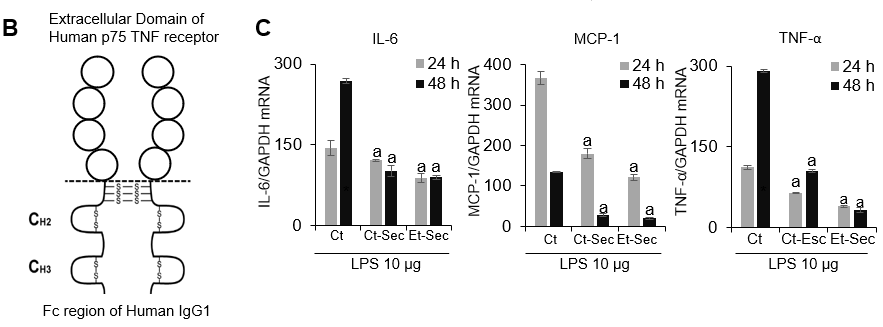 B
Extracellular Domain of
Human p75 TNF receptor
S S
S S
S S
CH2
S S
S S
CH3
S S
S S
Fc region of Human IgG1
C
IL-6
24 h
48 h
IL-6/GAPDH mRNA
300
150
0
a a a a
Ct Ct-Sec Et-Sec
LPS 10 µg
MCP-1
24 h
48 h
MCP-1/GAPDH mRNA
400
300
200
100
0
a a a a
Ct Ct-Sec Et-Sec
LPS 10 µg
TNF-α
24 h
48 h
TNF-α/GAPDH mRNA
300
150
0
a a a a
Ct Ct-Esc Et-Sec
LPS 10 µg